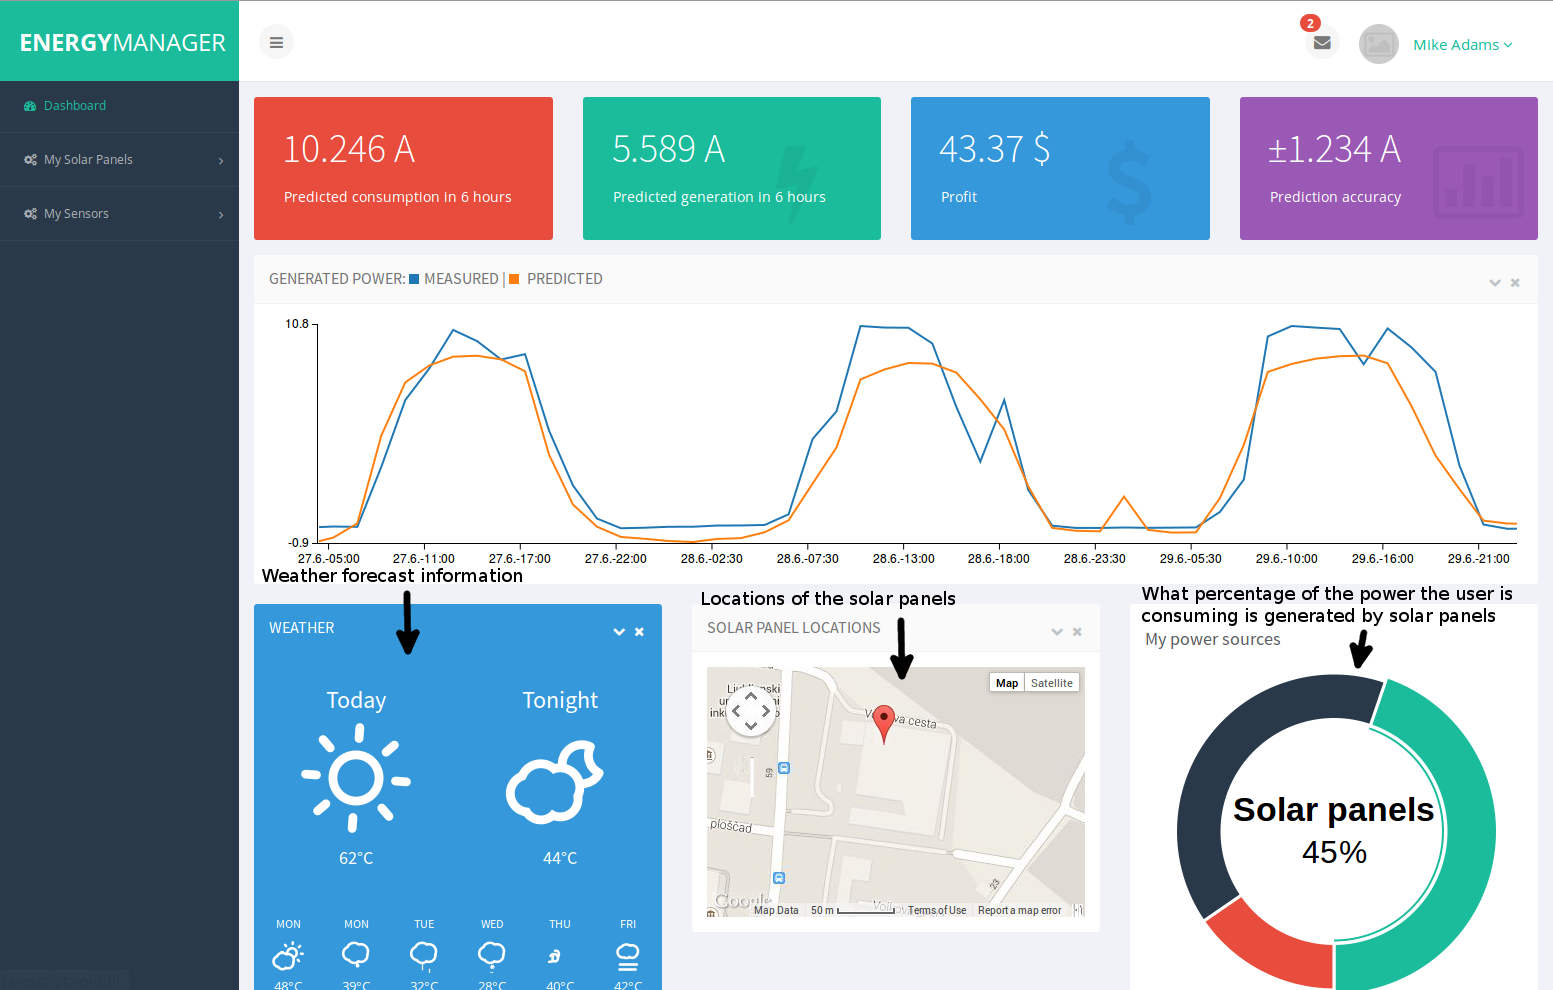 ENERGYMANAGER
2
Mike Adams
Dashboard
My Solar Panels
My Sensors
10.246 A
Predicted consumption in 6 hours
5.589 A
Predicted generation in 6 hours
43.37 $
Profit
±1.234 A
Prediction accuracy
GENERATED POWER: MEASURED | PREDICTED
10.8
-0.9
27.6.-05:00 27.6.-11:00 27.6.-17:00 27.6.-22:00 28.6.-02:30 28.6.-07:30 28.6.-13:00 28.6.-18:00 28.6.-23:30 29.6.-05:30 29.6.-10:00 29.6.-16:00 29.6.-21:00
Weather forecast information
WEATHER
Today
Tonight
62°C
44°C
MON MON TUE WED THU FRI
48°C 39°C 32°C 28°C 40°C 42°C
Locations of the solar panels
SOLAR PANEL LOCATIONS
Map Satellite
cesta
59
ploščad
23
Google
Map Data 50 m Terms of Use Report a map error
What percentage of the power the user is
consuming is generated by solar panels
My power sources
Solar panels
45%